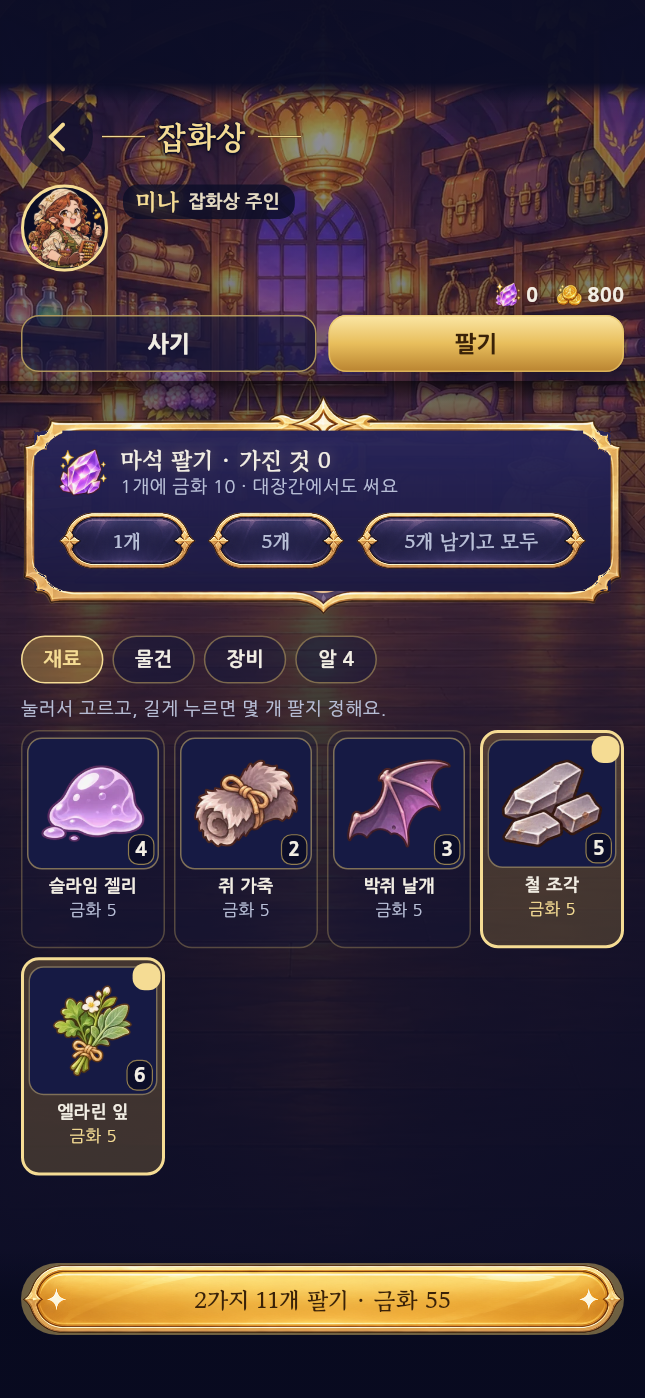 잡화상
미나 잡화상 주인
0 800
사기 팔기
마석 팔기 · 가진 것 0
1개에 금화 10 · 대장간에서도 써요
1개 5개 5개 남기고 모두
재료 물건 장비 알 4
눌러서 고르고, 길게 누르면 몇 개 팔지 정해요.
4 2 3 5
슬라임 젤리 쥐 가죽 박쥐 날개 철 조각
금화 5 금화 5 금화 5 금화 5
6
엘라린 잎
금화 5
2가지 11개 팔기 · 금화 55